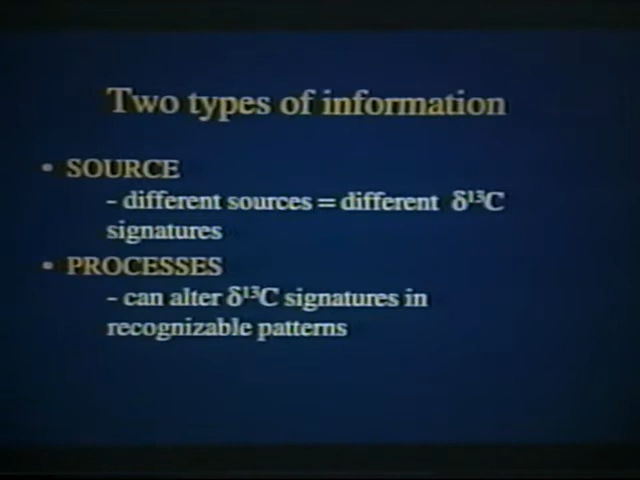 Two types of information
• SOURCE
- different sources = different δ¹³C
signatures
• PROCESSES
- can alter δ¹³C signatures in
recognizable patterns